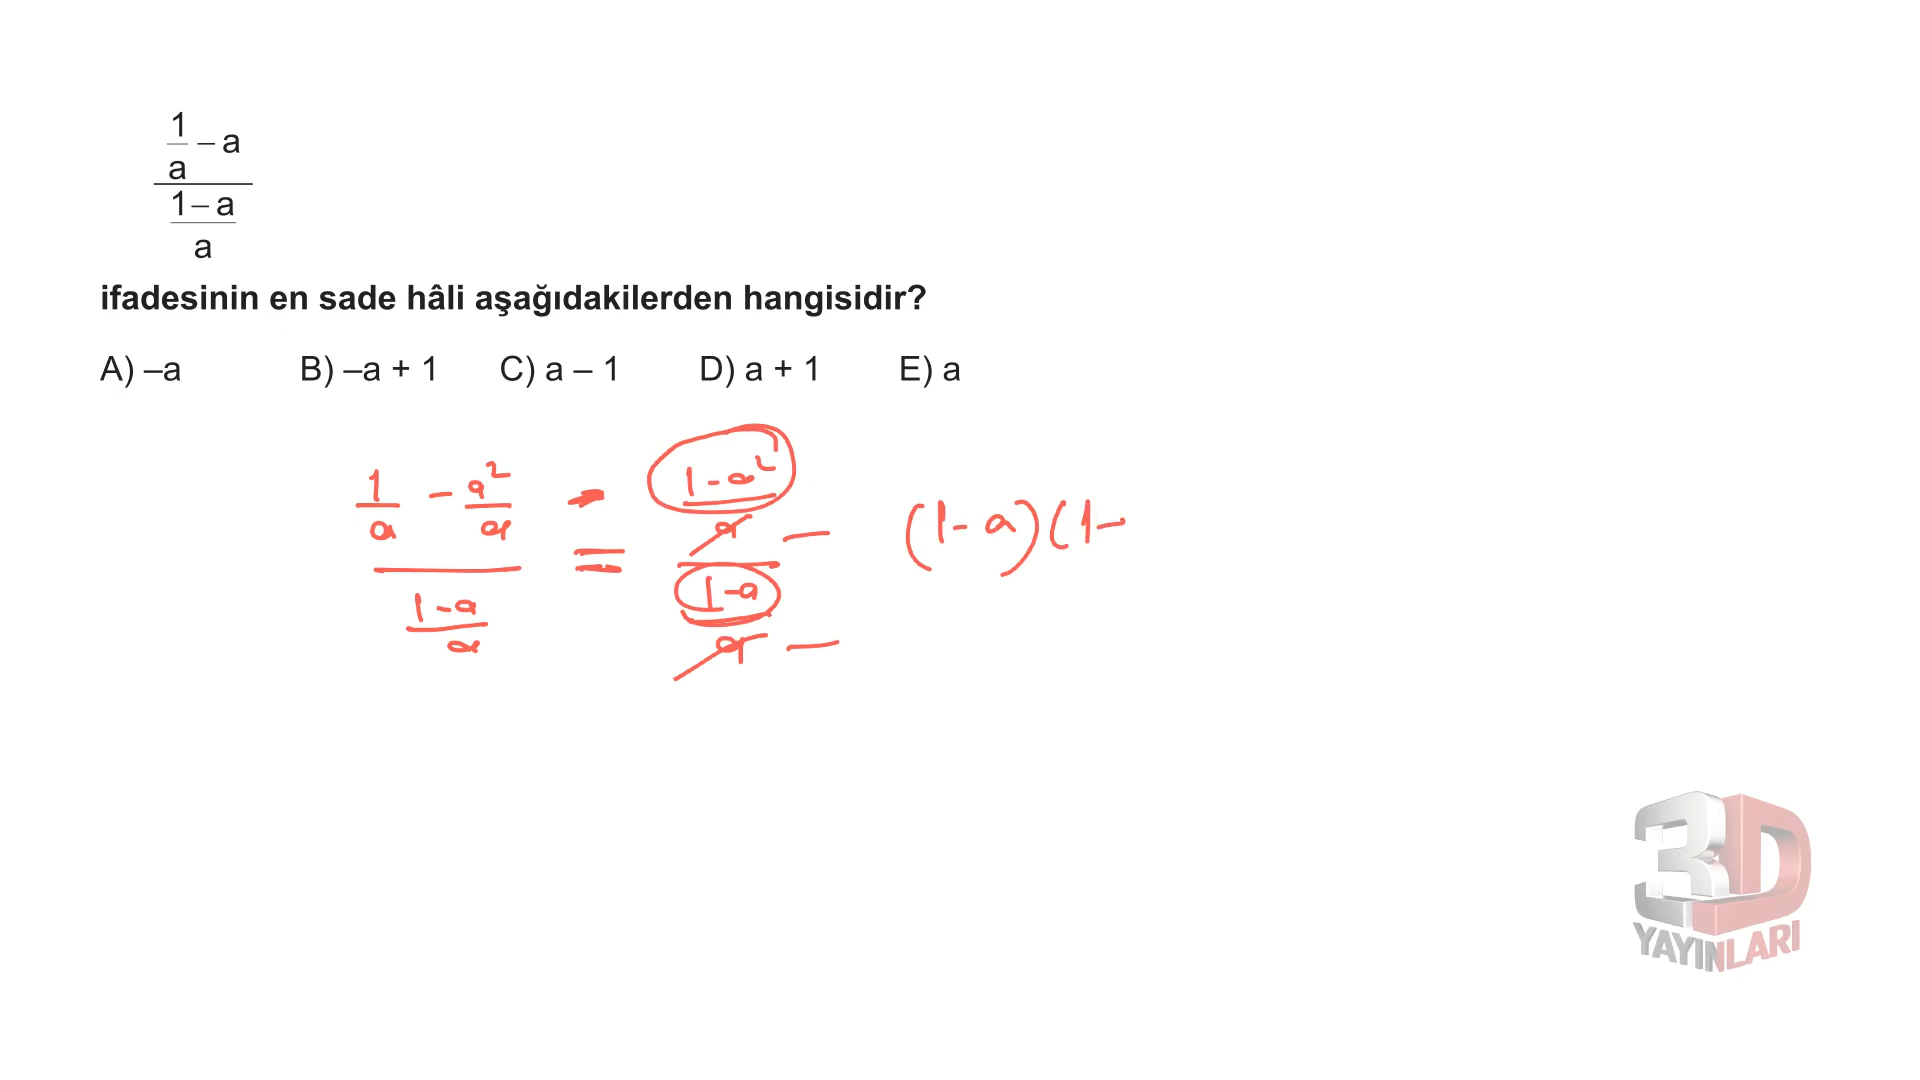 1/a – a
1 – a
a
ifadesinin en sade hâli aşağıdakilerden hangisidir?
A) –a B) –a + 1 C) a – 1 D) a + 1 E) a
1/a - a²/a = 1-a²/a (1-a)(1-
1-a/a = 1-a/a
3D
YAYINLARI